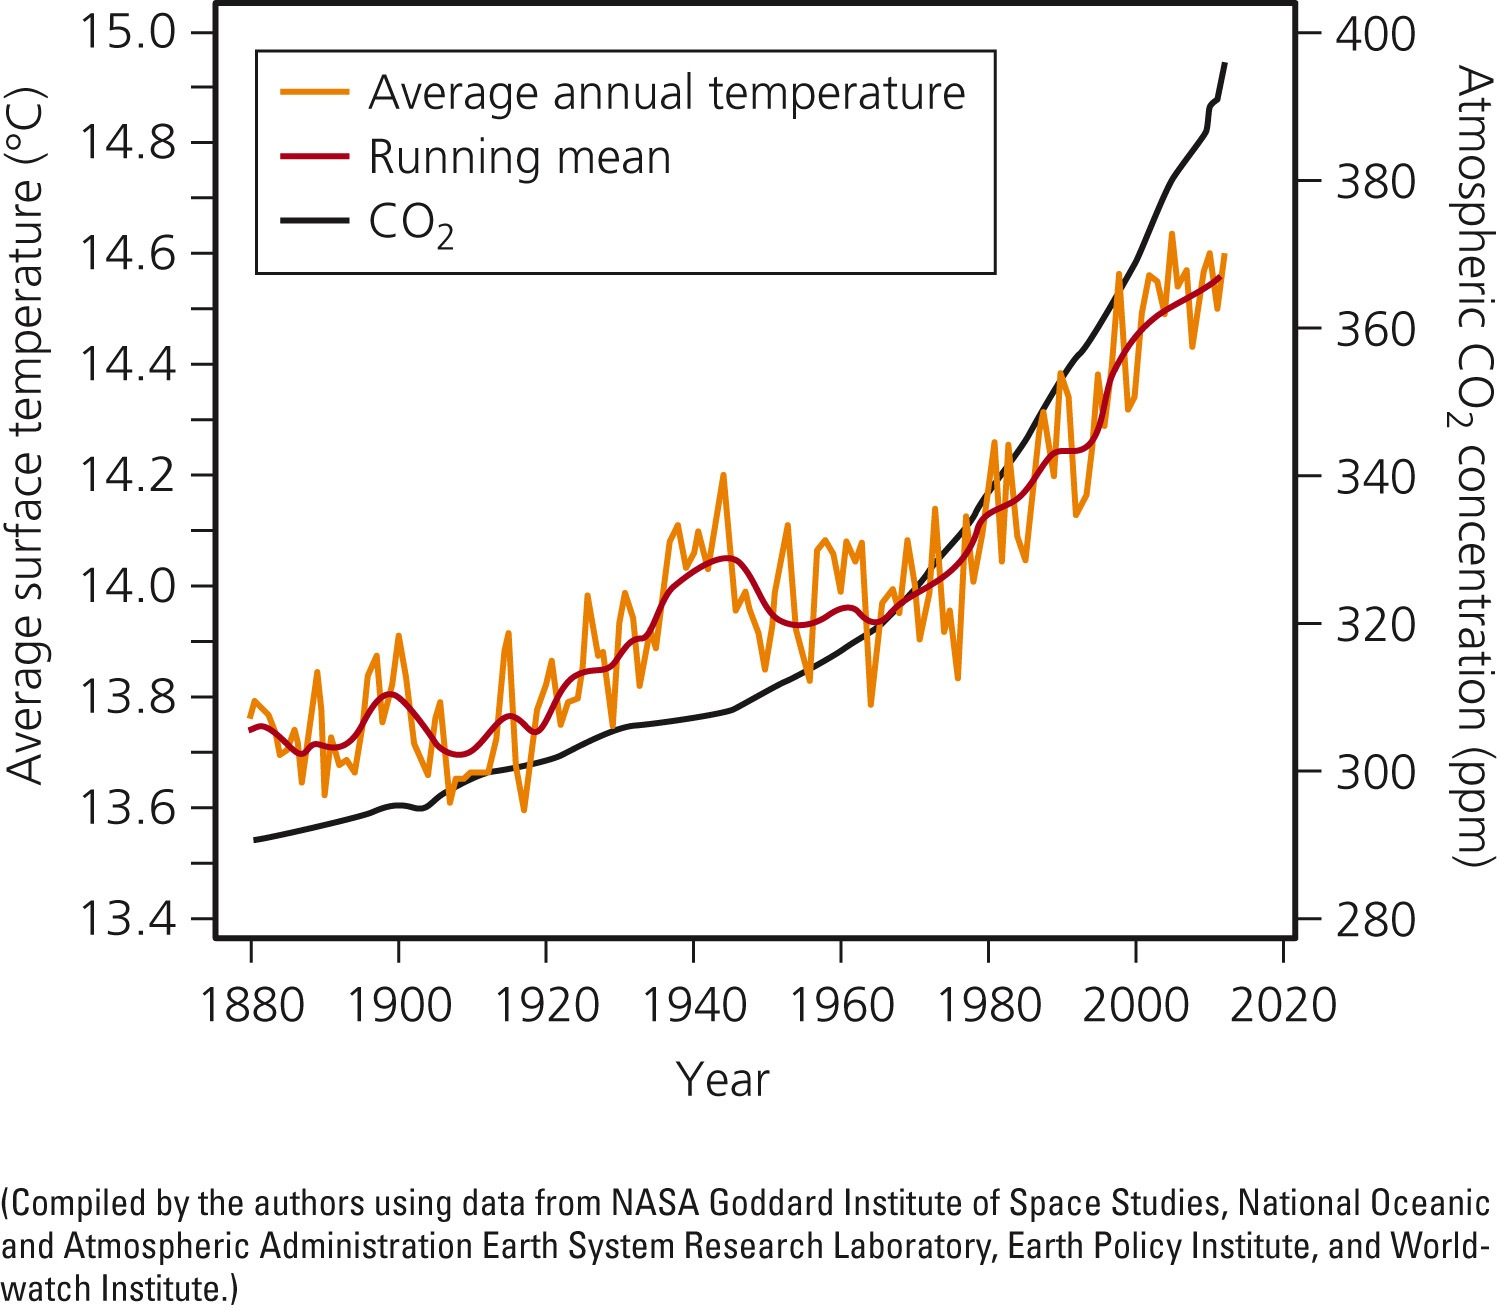 Average surface temperature (°C)
15.0
14.8
14.6
14.4
14.2
14.0
13.8
13.6
13.4
Average annual temperature
Running mean
CO₂
400
380
360
340
320
300
280
Atmospheric CO₂ concentration (ppm)
1880 1900 1920 1940 1960 1980 2000 2020
Year
(Compiled by the authors using data from NASA Goddard Institute of Space Studies, National Oceanic
and Atmospheric Administration Earth System Research Laboratory, Earth Policy Institute, and World-
watch Institute.)